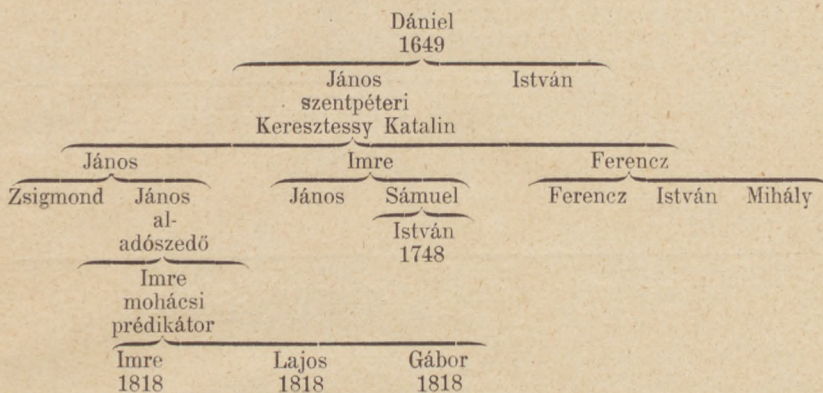 Dániel
1649
János István
szentpéteri
Keresztessy Katalin
János Imre Ferencz
Zsigmond János János Sámuel Ferencz István Mihály
al-
adószedő
István
1748
Imre
mohácsi
prédikátor
Imre Lajos Gábor
1818 1818 1818